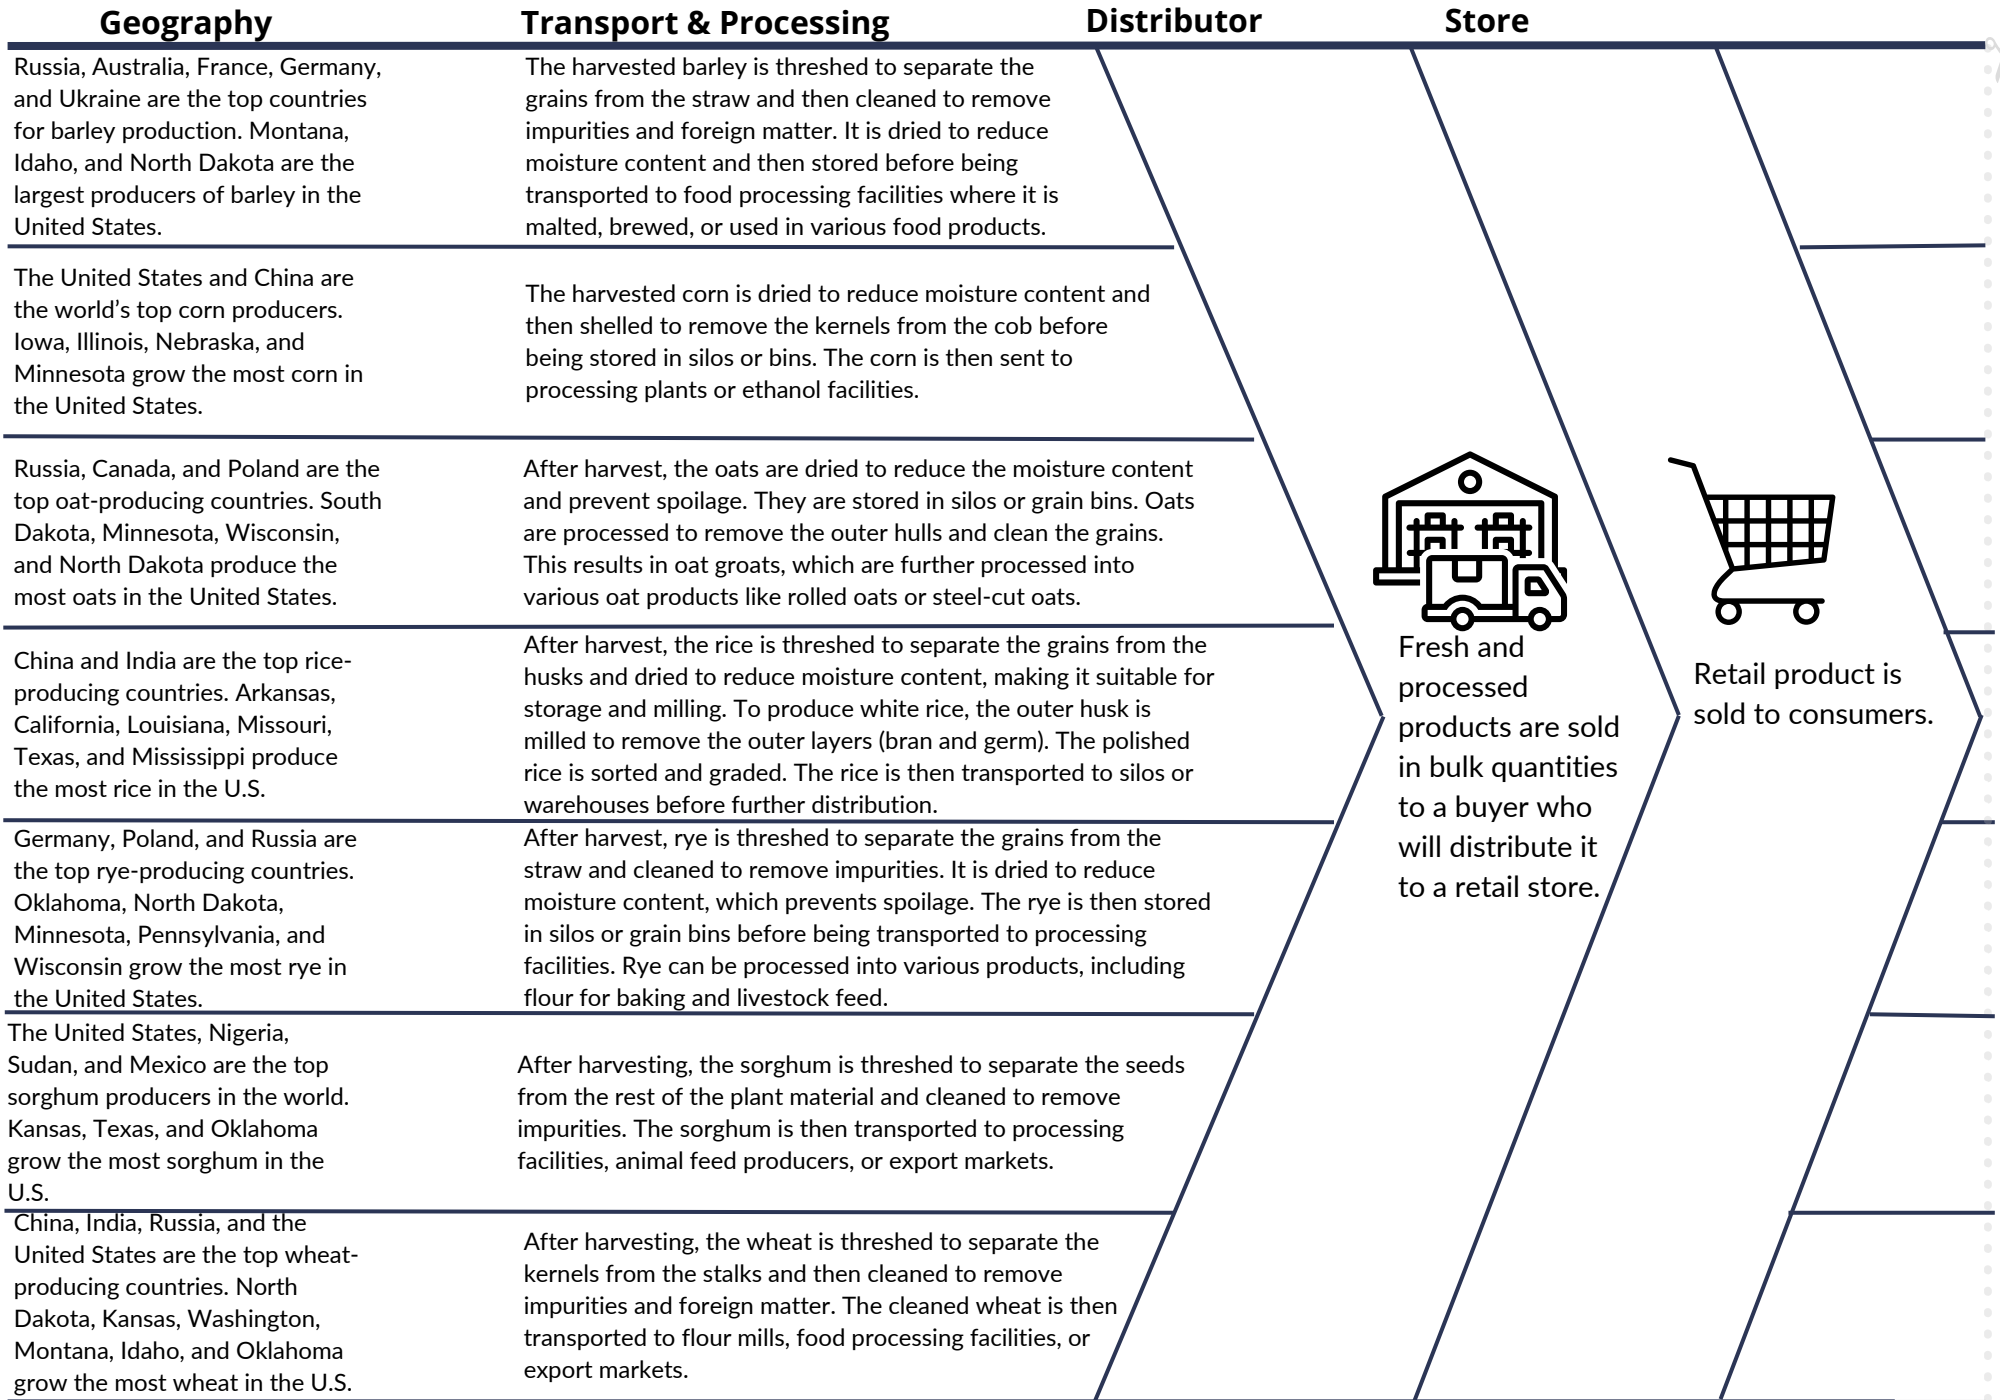 Geography
Transport & Processing
Distributor
Store
Russia, Australia, France, Germany,
and Ukraine are the top countries
for barley production. Montana,
Idaho, and North Dakota are the
largest producers of barley in the
United States.
The harvested barley is threshed to separate the
grains from the straw and then cleaned to remove
impurities and foreign matter. It is dried to reduce
moisture content and then stored before being
transported to food processing facilities where it is
malted, brewed, or used in various food products.
The United States and China are
the world’s top corn producers.
Iowa, Illinois, Nebraska, and
Minnesota grow the most corn in
the United States.
The harvested corn is dried to reduce moisture content and
then shelled to remove the kernels from the cob before
being stored in silos or bins. The corn is then sent to
processing plants or ethanol facilities.
Russia, Canada, and Poland are the
top oat-producing countries. South
Dakota, Minnesota, Wisconsin,
and North Dakota produce the
most oats in the United States.
After harvest, the oats are dried to reduce the moisture content
and prevent spoilage. They are stored in silos or grain bins. Oats
are processed to remove the outer hulls and clean the grains.
This results in oat groats, which are further processed into
various oat products like rolled oats or steel-cut oats.
China and India are the top rice-
producing countries. Arkansas,
California, Louisiana, Missouri,
Texas, and Mississippi produce
the most rice in the U.S.
After harvest, the rice is threshed to separate the grains from the
husks and dried to reduce moisture content, making it suitable for
storage and milling. To produce white rice, the outer husk is
milled to remove the outer layers (bran and germ). The polished
rice is sorted and graded. The rice is then transported to silos or
warehouses before further distribution.
Germany, Poland, and Russia are
the top rye-producing countries.
Oklahoma, North Dakota,
Minnesota, Pennsylvania, and
Wisconsin grow the most rye in
the United States.
After harvest, rye is threshed to separate the grains from the
straw and cleaned to remove impurities. It is dried to reduce
moisture content, which prevents spoilage. The rye is then stored
in silos or grain bins before being transported to processing
facilities. Rye can be processed into various products, including
flour for baking and livestock feed.
The United States, Nigeria,
Sudan, and Mexico are the top
sorghum producers in the world.
Kansas, Texas, and Oklahoma
grow the most sorghum in the
U.S.
After harvesting, the sorghum is threshed to separate the seeds
from the rest of the plant material and cleaned to remove
impurities. The sorghum is then transported to processing
facilities, animal feed producers, or export markets.
China, India, Russia, and the
United States are the top wheat-
producing countries. North
Dakota, Kansas, Washington,
Montana, Idaho, and Oklahoma
grow the most wheat in the U.S.
After harvesting, the wheat is threshed to separate the
kernels from the stalks and then cleaned to remove
impurities and foreign matter. The cleaned wheat is then
transported to flour mills, food processing facilities, or
export markets.
Fresh and
processed
products are sold
in bulk quantities
to a buyer who
will distribute it
to a retail store.
Retail product is
sold to consumers.